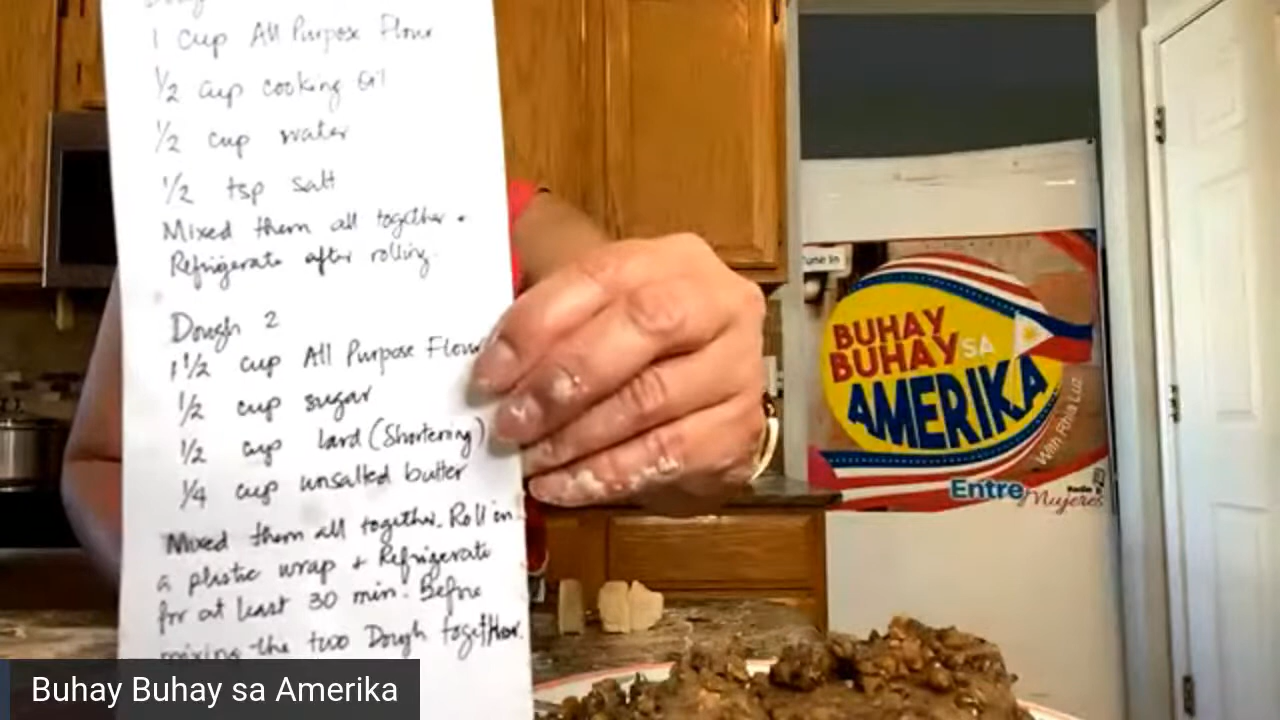 1 Cup All Purpose Flour
1/2 cup cooking oil
1/2 cup water
1/2 tsp salt
Mixed them all together.
Refrigerate after rolling.
Dough 2
1 1/2 cup All Purpose Flour
1/2 cup sugar
1/2 cup lard (Shortening)
1/4 cup unsalted butter
Mixed them all together. Roll in
a plastic wrap + Refrigerate
for at least 30 min. Before
mixing the two Dough together.
Tune In
BUHAY
BUHAY SA
AMERIKA
With Fthia Luz
Entre Mujeres
Radio
Buhay Buhay sa Amerika